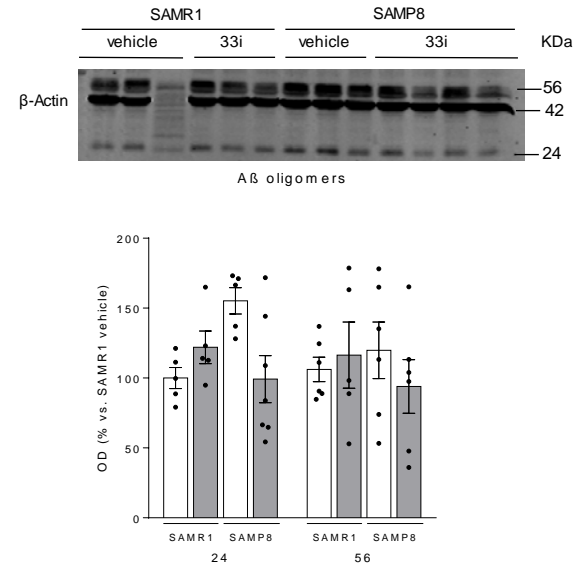 SAMR1 SAMP8
vehicle 33i vehicle 33i KDa
β-Actin
56
42
24
Aß oligomers
200
150
100
50
0
OD (% vs. SAMR1 vehicle)
SAMR1 SAMP8 SAMR1 SAMP8
24 56